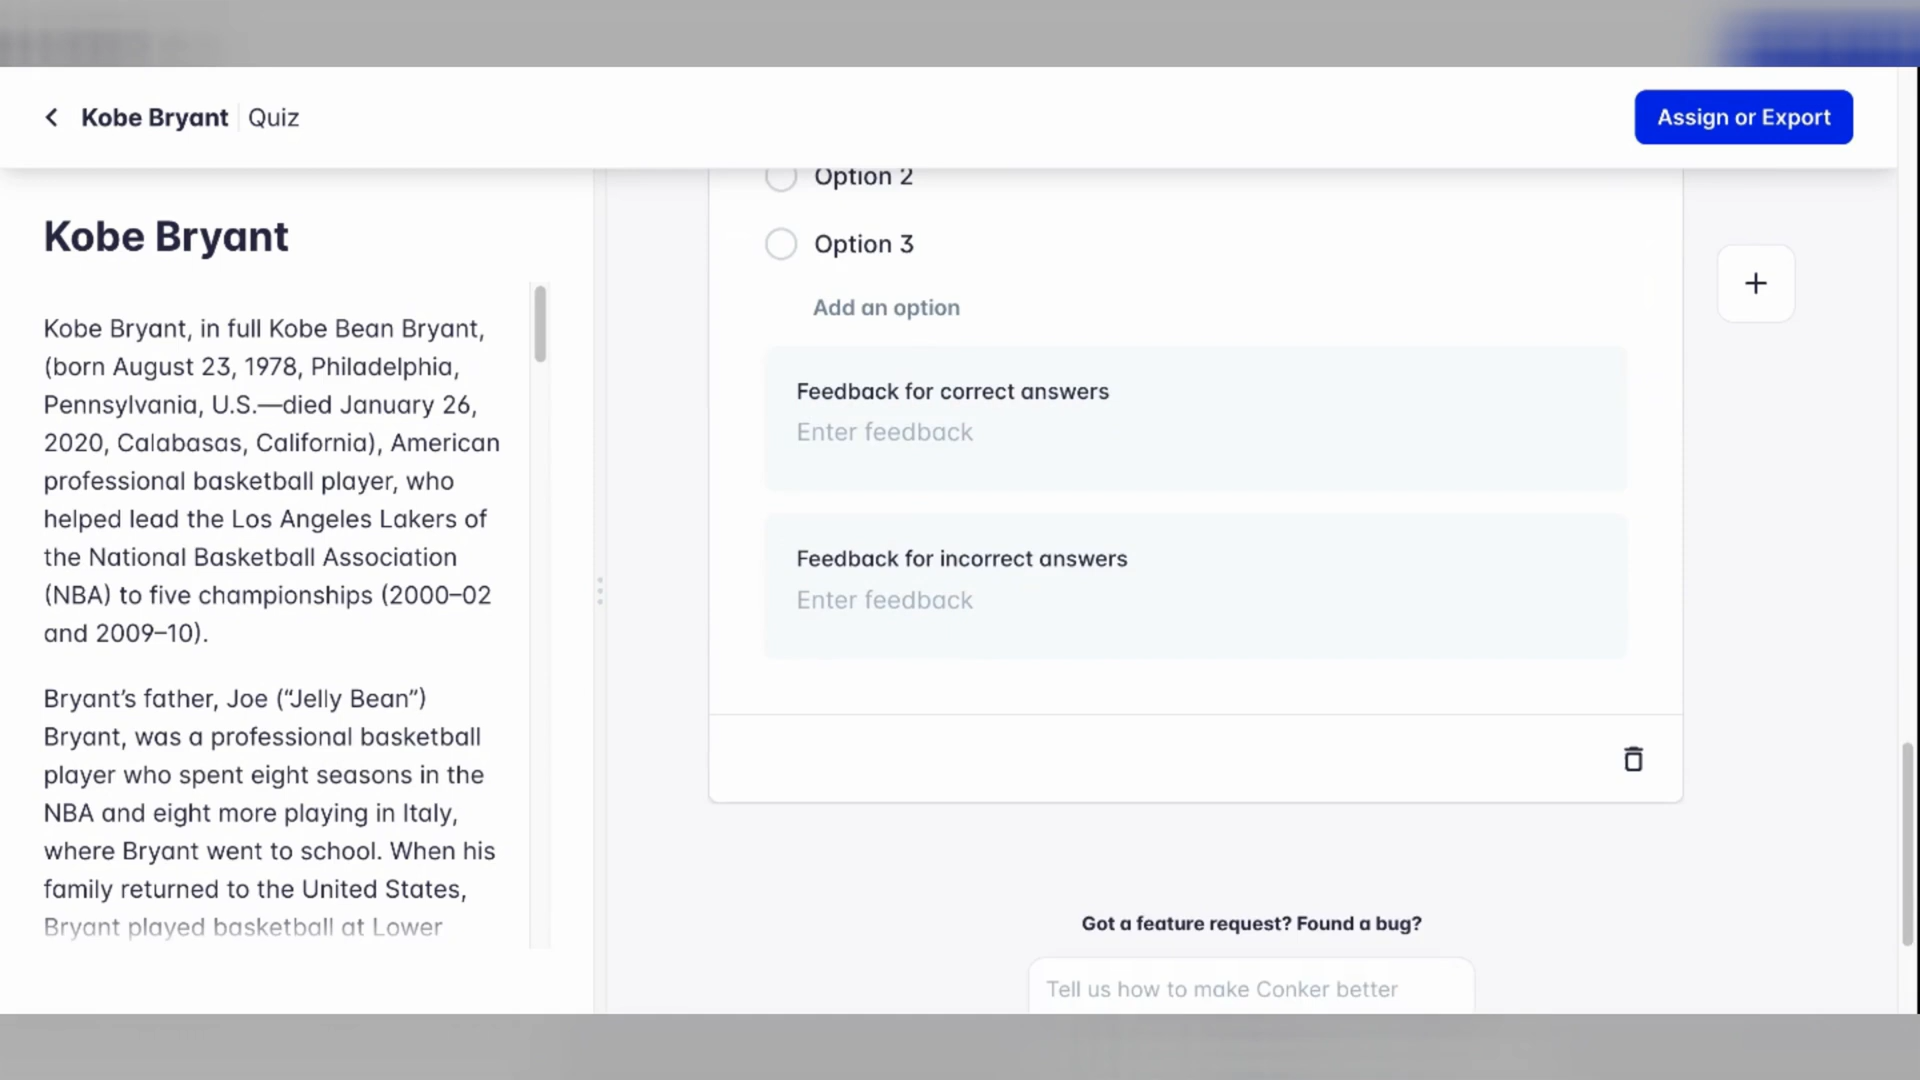 Kobe Bryant Quiz
Assign or Export
Kobe Bryant
Kobe Bryant, in full Kobe Bean Bryant,
(born August 23, 1978, Philadelphia,
Pennsylvania, U.S.—died January 26,
2020, Calabasas, California), American
professional basketball player, who
helped lead the Los Angeles Lakers of
the National Basketball Association
(NBA) to five championships (2000–02
and 2009–10).
Bryant’s father, Joe (“Jelly Bean”)
Bryant, was a professional basketball
player who spent eight seasons in the
NBA and eight more playing in Italy,
where Bryant went to school. When his
family returned to the United States,
Bryant played basketball at Lower
Option 2
Option 3
Add an option
Feedback for correct answers
Enter feedback
Feedback for incorrect answers
Enter feedback
Got a feature request? Found a bug?
Tell us how to make Conker better